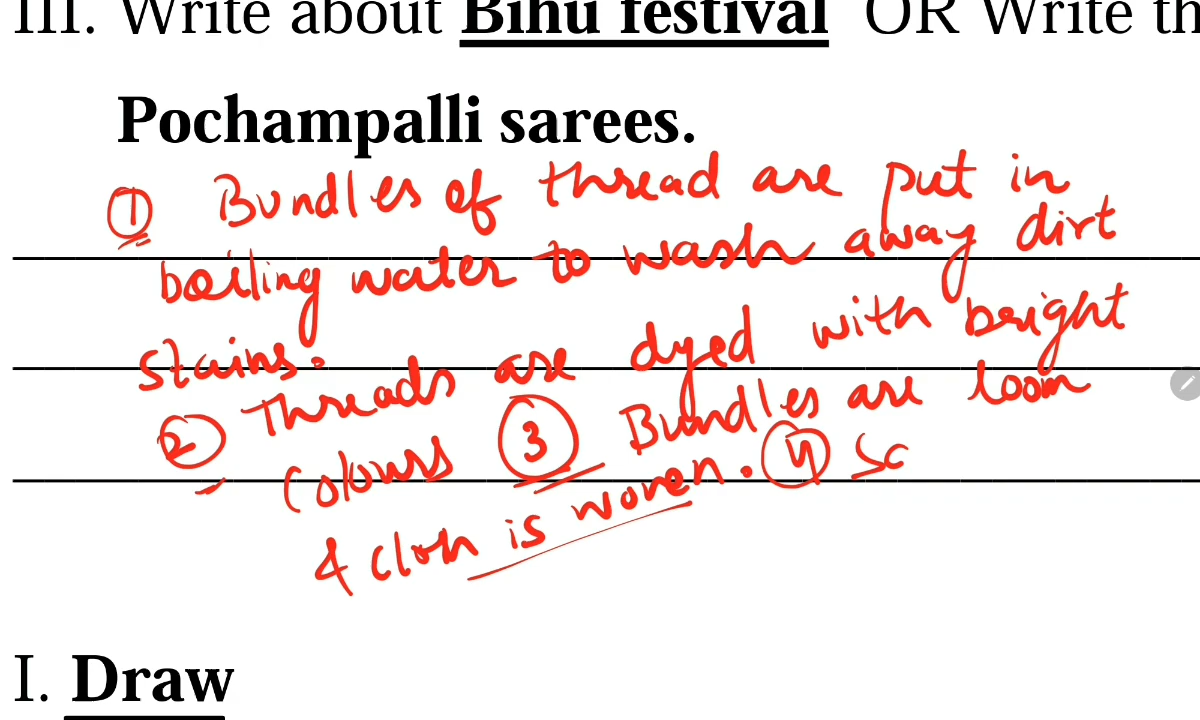 III. Write about Bihu festival OR Write th
Pochampalli sarees.
① Bundles of thread are put in
boiling water to wash away dirt
stains.
② Threads are dyed with bright
colours ③ Bundles are loom
& cloth is woven. ④ Sc
I. Draw